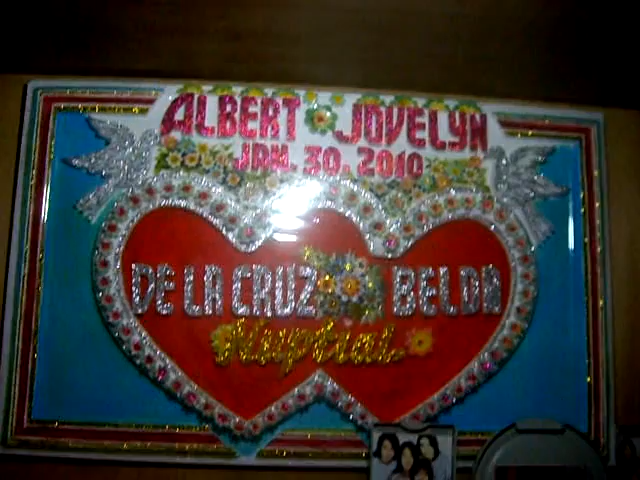 ALBERT JOVELYN
JAN. 30. 2010
DE LA CRUZ BELDA
Nuptial